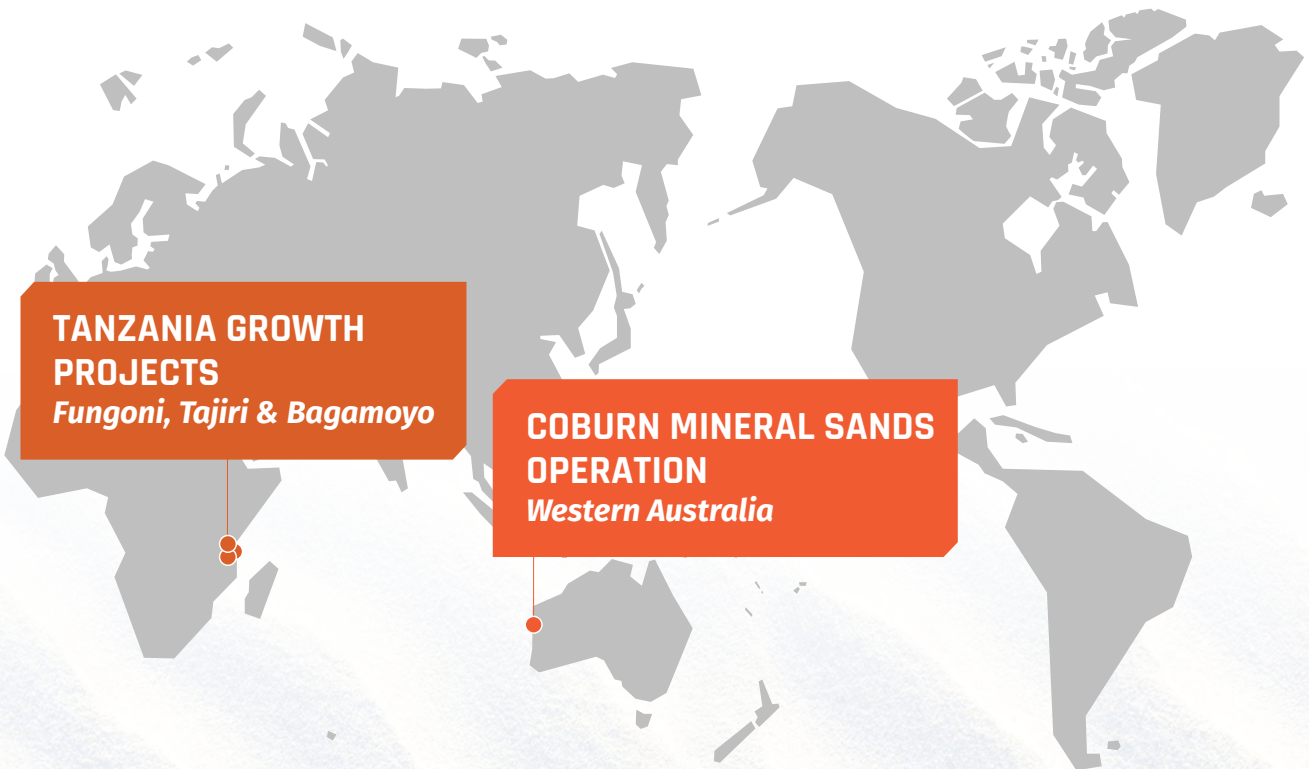 TANZANIA GROWTH
PROJECTS
Fungoni, Tajiri & Bagamoyo
COBURN MINERAL SANDS
OPERATION
Western Australia